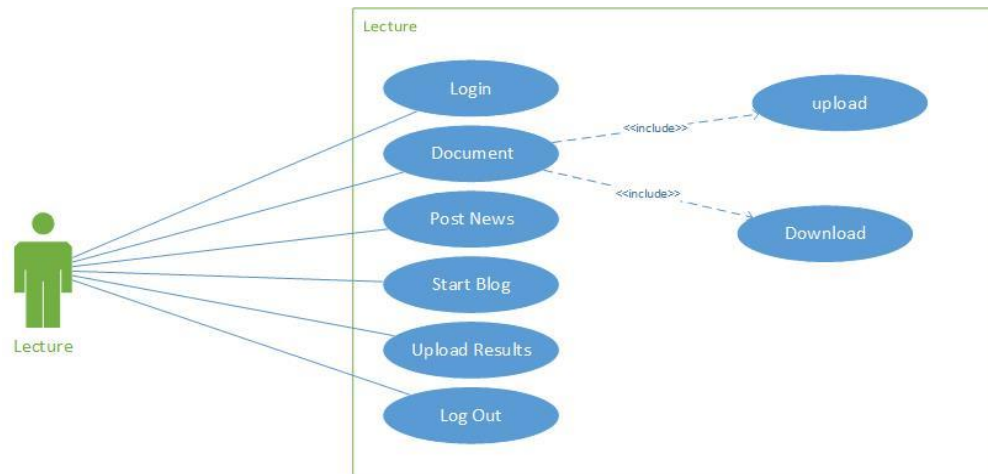 Lecture
Login
upload
<<include>>
Document
<<include>>
Post News
Download
Start Blog
Lecture
Upload Results
Log Out